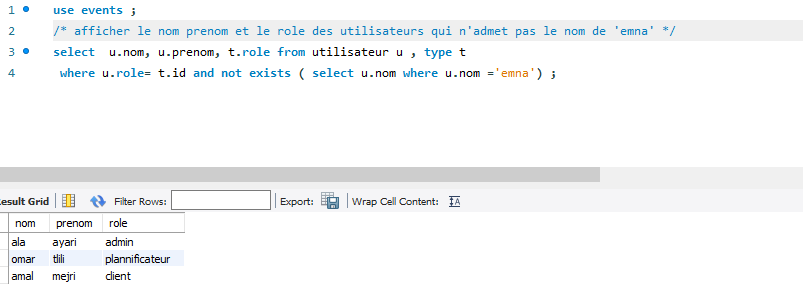 1 use events ;
2 /* afficher le nom prenom et le role des utilisateurs qui n'admet pas le nom de 'emna' */
3 select  u.nom, u.prenom, t.role from utilisateur u , type t
4 where u.role= t.id and not exists ( select u.nom where u.nom ='emna') ;
esult Grid Filter Rows: Export: Wrap Cell Content:
nom prenom role
ala ayari admin
omar tlili plannificateur
amal mejri client